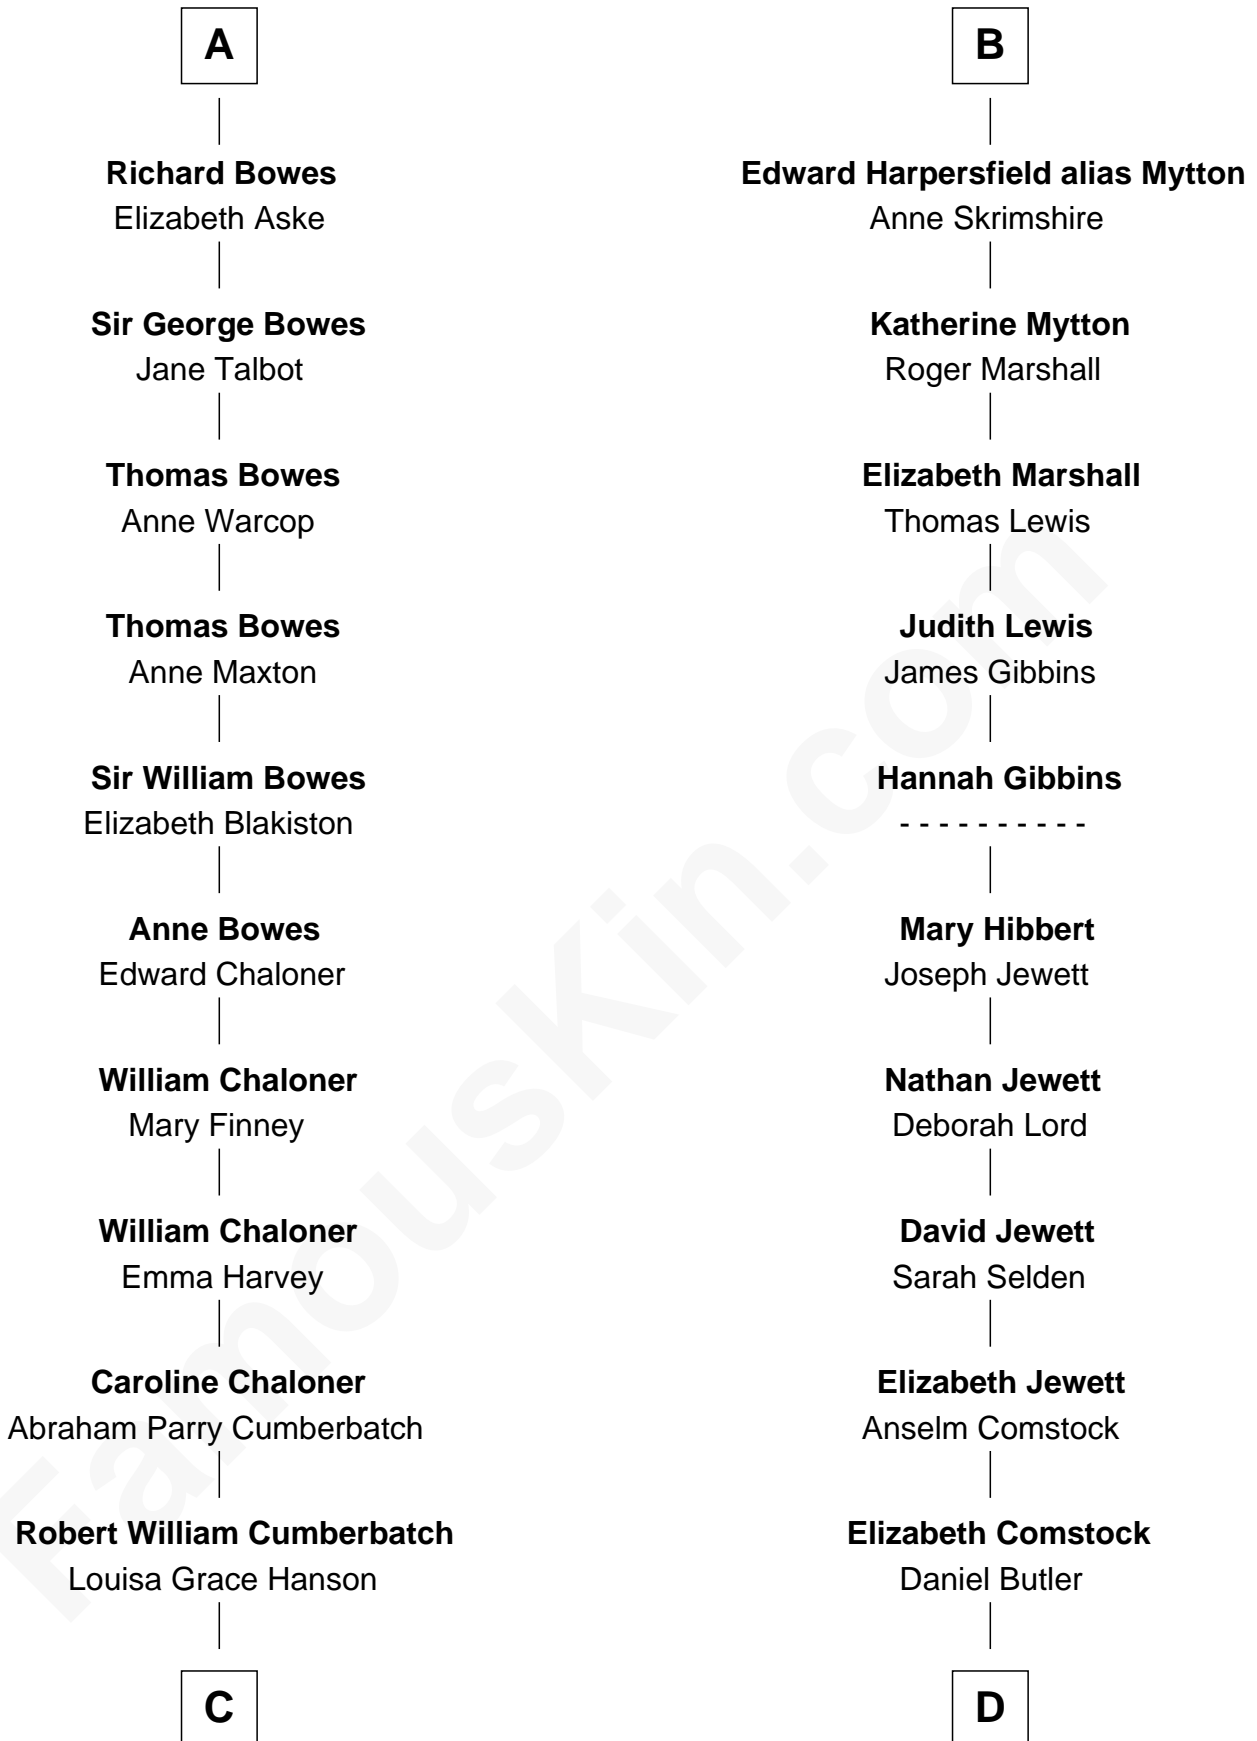 A
Richard Bowes
Elizabeth Aske
Sir George Bowes
Jane Talbot
Thomas Bowes
Anne Warcop
Thomas Bowes
Anne Maxton
Sir William Bowes
Elizabeth Blakiston
Anne Bowes
Edward Chaloner
William Chaloner
Mary Finney
William Chaloner
Emma Harvey
Caroline Chaloner
Abraham Parry Cumberbatch
Robert William Cumberbatch
Louisa Grace Hanson
C
B
Edward Harpersfield alias Mytton
Anne Skrimshire
Katherine Mytton
Roger Marshall
Elizabeth Marshall
Thomas Lewis
Judith Lewis
James Gibbins
Hannah Gibbins
- - - - - - - - - -
Mary Hibbert
Joseph Jewett
Nathan Jewett
Deborah Lord
David Jewett
Sarah Selden
Elizabeth Jewett
Anselm Comstock
Elizabeth Comstock
Daniel Butler
D
FamousKin.com